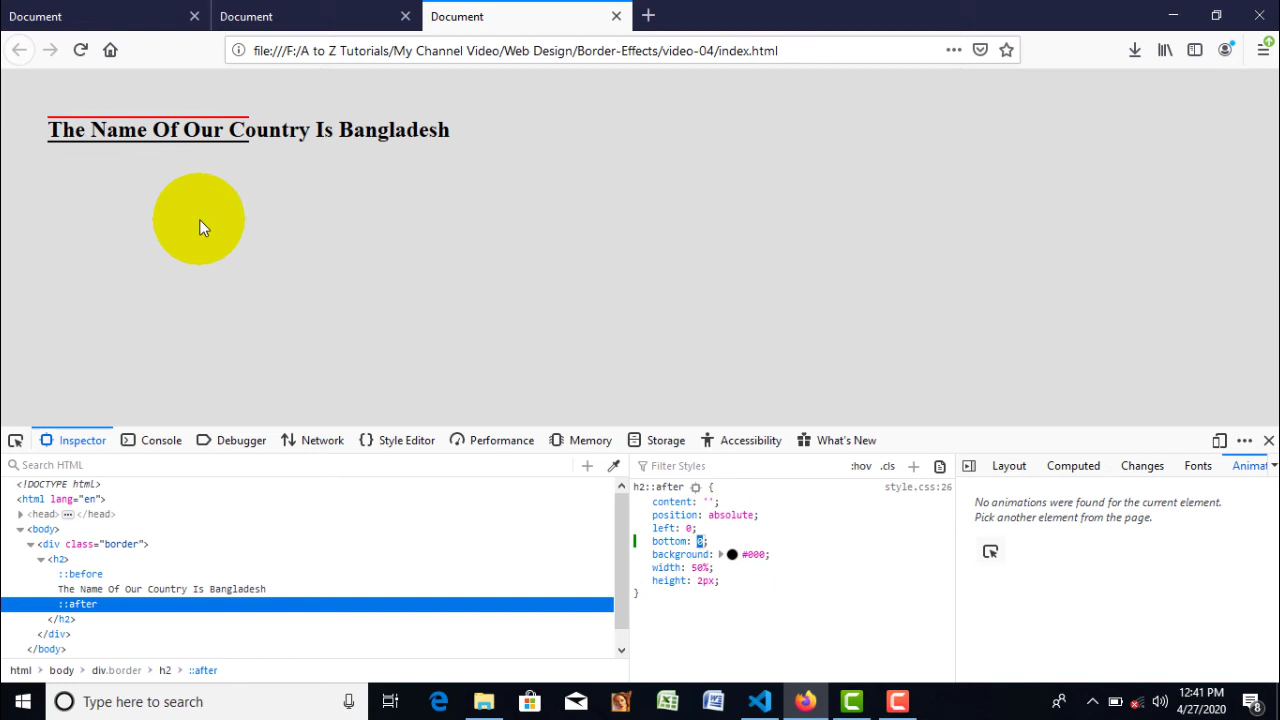 Document
Document
Document
file:///F:/A to Z Tutorials/My Channel Video/Web Design/Border-Effects/video-04/index.html
The Name Of Our Country Is Bangladesh
Inspector Console Debugger Network Style Editor Performance Memory Storage Accessibility What's New
Search HTML
Filter Styles :hov .cls
Layout Computed Changes Fonts Animat
<!DOCTYPE html>
<html lang="en">
<head> </head>
<body>
<div class="border">
<h2>
::before
The Name Of Our Country Is Bangladesh
::after
</h2>
</div>
</body>
html body div.border h2 ::after
h2::after { style.css:26
content: '';
position: absolute;
left: 0;
bottom: 0;
background: #000;
width: 50%;
height: 2px;
}
No animations were found for the current element.
Pick another element from the page.
Type here to search
12:41 PM
4/27/2020
8